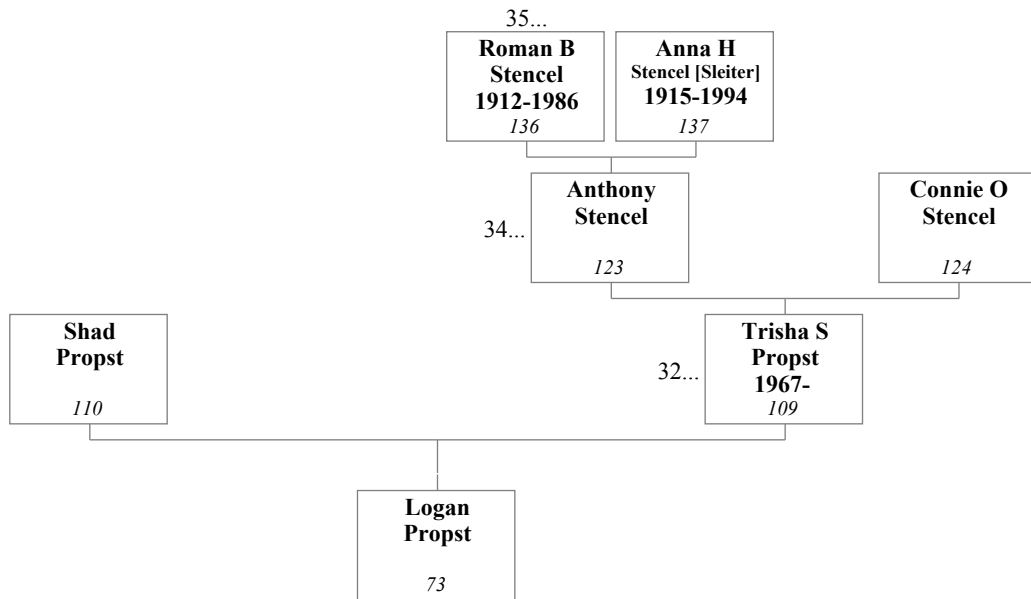 35...
Roman B
Stencel
1912-1986
136
Anna H
Stencel [Sleiter]
1915-1994
137
34...
Anthony
Stencel
123
Connie O
Stencel
124
Shad
Propst
110
32...
Trisha S
Propst
1967-
109
Logan
Propst
73